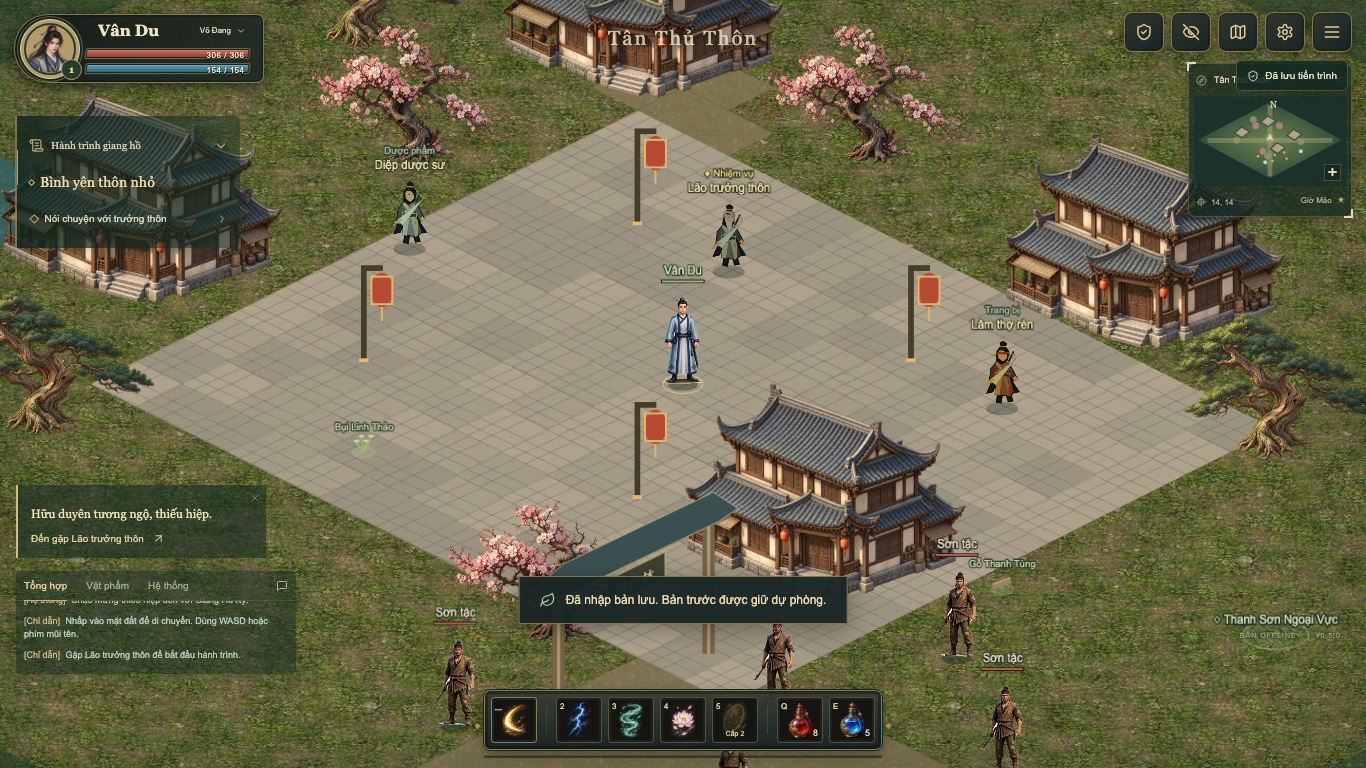 Vân Du
Võ Đang
306 / 306
154 / 154
1
Tân Thủ Thôn
Đã lưu tiến trình
Tân
N
14, 14
Giờ Mão
Hành trình giang hồ
Bình yên thôn nhỏ
Nói chuyện với trưởng thôn
Dược phẩm
Diệp dược sư
Nhiệm vụ
Lão trưởng thôn
Vân Du
Trang bị
Lâm thợ rèn
Bụi Linh Thảo
Hữu duyên tương ngộ, thiếu hiệp.
Đến gặp Lão trưởng thôn
Sơn tặc
Gỗ Thanh Tùng
Tổng hợp
Vật phẩm
Hệ thống
[Chỉ dẫn] Nhấp vào mặt đất để di chuyển. Dùng WASD hoặc
phím mũi tên.
[Chỉ dẫn] Gặp Lão trưởng thôn để bắt đầu hành trình.
Đã nhập bản lưu. Bản trước được giữ dự phòng.
Sơn tặc
Thanh Sơn Ngoại Vực
BẢN OFFLINE
V0.5.0
Sơn tặc
2
3
4
5
Cấp 2
Q
8
E
5